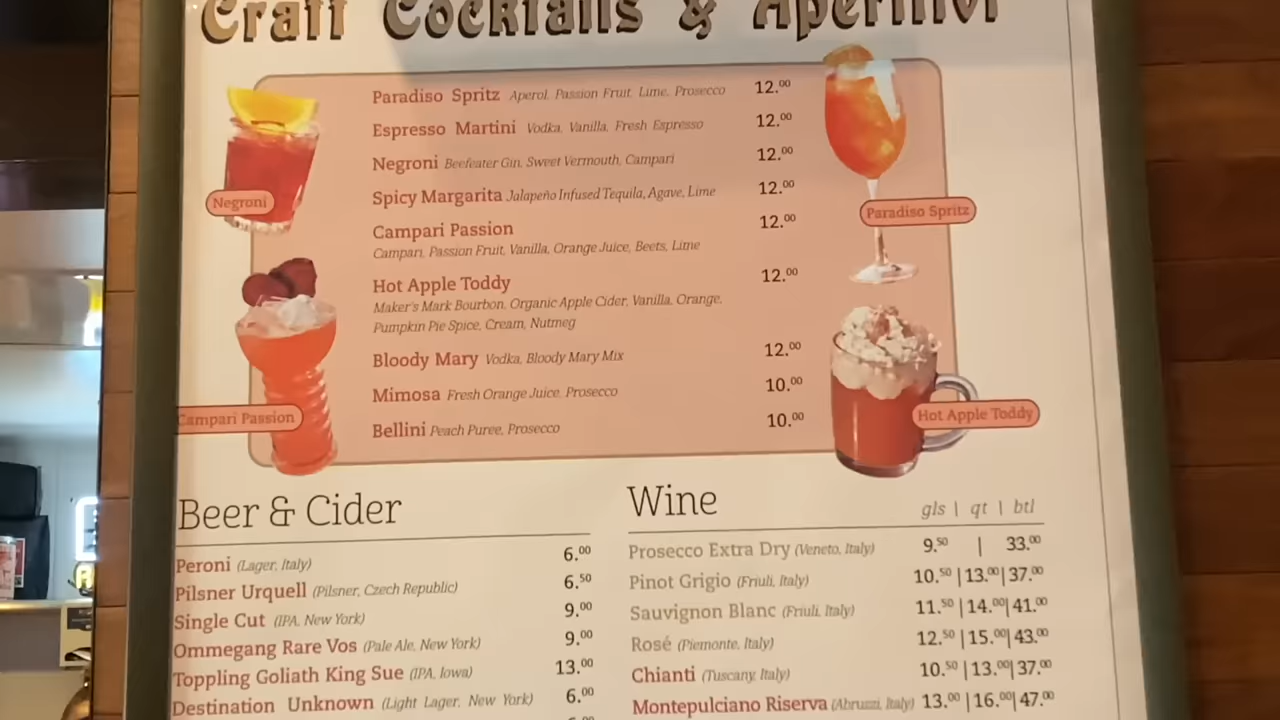 Craft Cocktails & Aperitivi
Paradiso Spritz Aperol, Passion Fruit, Lime, Prosecco 12.00
Espresso Martini Vodka, Vanilla, Fresh Espresso 12.00
Negroni Beefeater Gin, Sweet Vermouth, Campari 12.00
Spicy Margarita Jalapeño Infused Tequila, Agave, Lime 12.00
Campari Passion 12.00
Campari, Passion Fruit, Vanilla, Orange Juice, Beets, Lime
Hot Apple Toddy 12.00
Maker's Mark Bourbon, Organic Apple Cider, Vanilla, Orange,
Pumpkin Pie Spice, Cream, Nutmeg
Bloody Mary Vodka, Bloody Mary Mix 12.00
Mimosa Fresh Orange Juice, Prosecco 10.00
Bellini Peach Puree, Prosecco 10.00
Negroni
Campari Passion
Paradiso Spritz
Hot Apple Toddy
Beer & Cider
Peroni (Lager, Italy) 6.00
Pilsner Urquell (Pilsner, Czech Republic) 6.50
Single Cut (IPA, New York) 9.00
Ommegang Rare Vos (Pale Ale, New York) 9.00
Toppling Goliath King Sue (IPA, Iowa) 13.00
Destination Unknown (Light Lager, New York) 6.00
Wine gls | qt | btl
Prosecco Extra Dry (Veneto, Italy) 9.50 | 33.00
Pinot Grigio (Friuli, Italy) 10.50 | 13.00 | 37.00
Sauvignon Blanc (Friuli, Italy) 11.50 | 14.00 | 41.00
Rosé (Piemonte, Italy) 12.50 | 15.00 | 43.00
Chianti (Tuscany, Italy) 10.50 | 13.00 | 37.00
Montepulciano Riserva (Abruzzi, Italy) 13.00 | 16.00 | 47.00